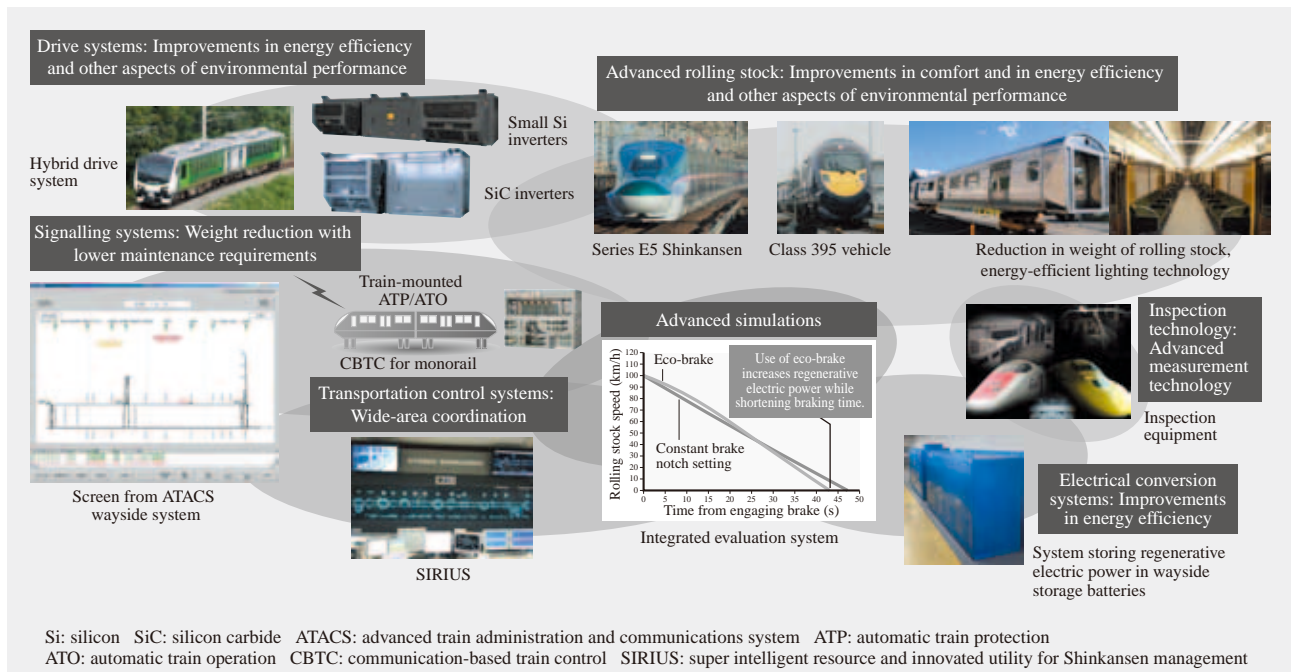 Drive systems: Improvements in energy efficiency
and other aspects of environmental performance
Hybrid drive
system
Small Si
inverters
SiC inverters
Advanced rolling stock: Improvements in comfort and in energy efficiency
and other aspects of environmental performance
Series E5 Shinkansen
Class 395 vehicle
Reduction in weight of rolling stock,
energy-efficient lighting technology
Signalling systems: Weight reduction with
lower maintenance requirements
Train-mounted
ATP/ATO
CBTC for monorail
Screen from ATACS
wayside system
Transportation control systems:
Wide-area coordination
SIRIUS
Advanced simulations
Rolling stock speed (km/h)
120
110
100
90
80
70
60
50
40
30
20
10
0
Eco-brake
Use of eco-brake
increases regenerative
electric power while
shortening braking time.
Constant brake
notch setting
0 5 10 15 20 25 30 35 40 45 50
Time from engaging brake (s)
Integrated evaluation system
Inspection
technology:
Advanced
measurement
technology
Inspection
equipment
Electrical conversion
systems: Improvements
in energy efficiency
System storing regenerative
electric power in wayside
storage batteries
Si: silicon SiC: silicon carbide ATACS: advanced train administration and communications system ATP: automatic train protection
ATO: automatic train operation CBTC: communication-based train control SIRIUS: super intelligent resource and innovated utility for Shinkansen management